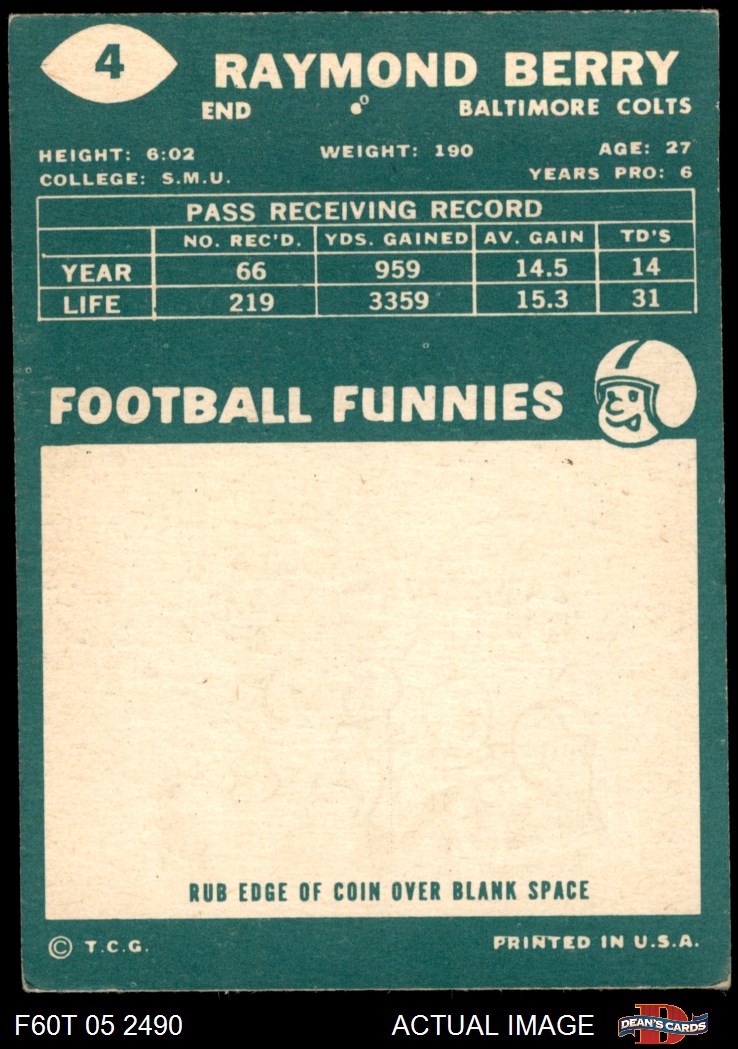 4
RAYMOND BERRY
END BALTIMORE COLTS
HEIGHT: 6:02 WEIGHT: 190 AGE: 27
COLLEGE: S.M.U. YEARS PRO: 6
PASS RECEIVING RECORD
NO. REC'D. YDS. GAINED AV. GAIN TD'S
YEAR 66 959 14.5 14
LIFE 219 3359 15.3 31
FOOTBALL FUNNIES
RUB EDGE OF COIN OVER BLANK SPACE
© T.C.G. PRINTED IN U.S.A.
F60T 05 2490 ACTUAL IMAGE D DEAN'S CARDS